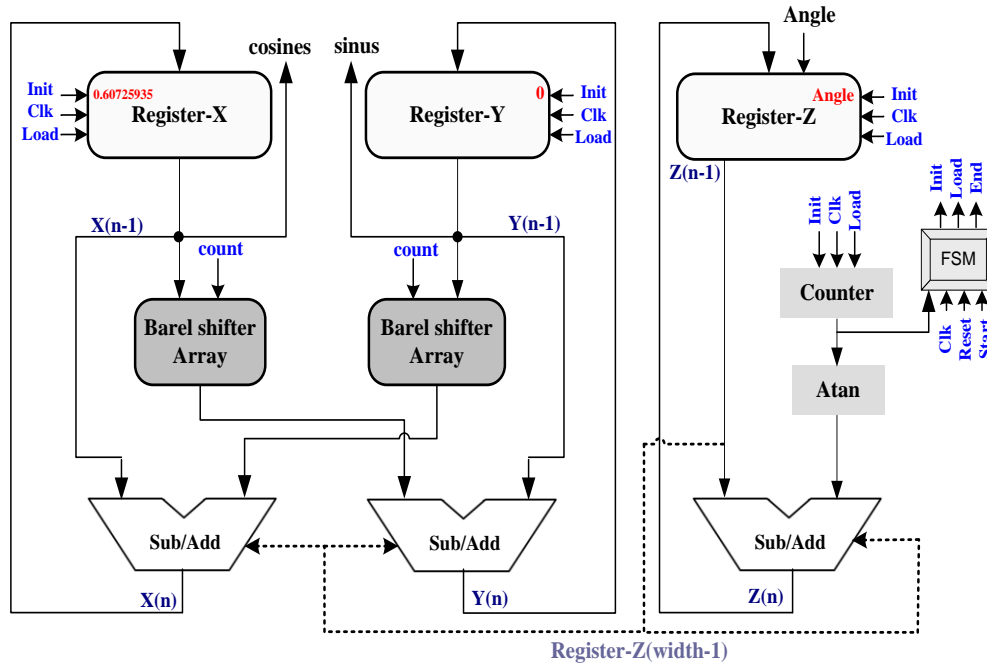 Angle
cosines
sinus
Init
Clk
Load
0.60725935
Register-X
0
Register-Y
Init
Clk
Load
Angle
Register-Z
Init
Clk
Load
Z(n-1)
X(n-1)
Y(n-1)
count
count
Init
Clk
Load
Init
Load
End
FSM
Clk
Reset
Start
Counter
Barel shifter
Array
Barel shifter
Array
Atan
Sub/Add
Sub/Add
Sub/Add
X(n)
Y(n)
Z(n)
Register-Z(width-1)